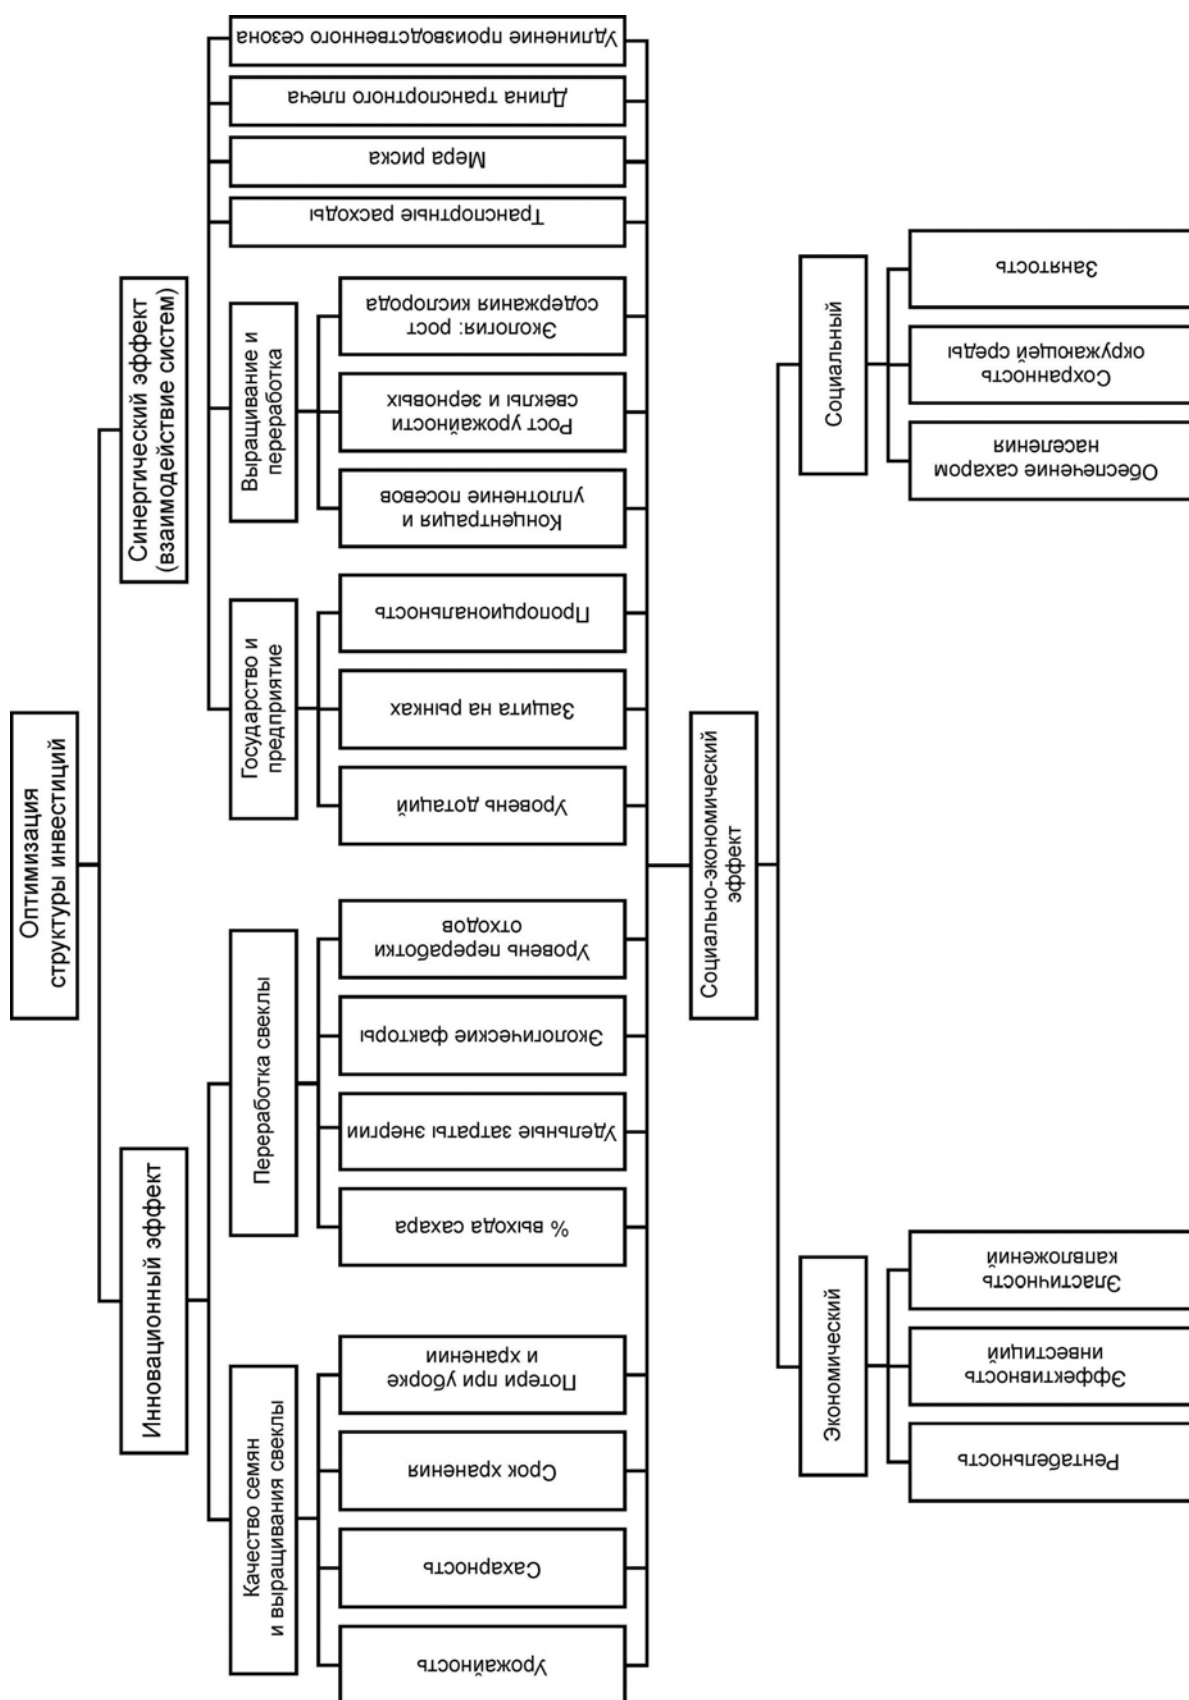 Оптимизация
структуры инвестиций
Инновационный эффект
Синергический эффект
(взаимодействие систем)
Качество семян
и выращивания свеклы
Переработка свеклы
Государство и
предприятие
Выращивание и
переработка
Транспортные расходы
Мера риска
Длина транспортного плеча
Удлинение производственного сезона
Урожайность
Сахарность
Срок хранения
Потери при уборке
и хранении
% выхода сахара
Удельные затраты энергии
Экологические факторы
Уровень переработки
отходов
Уровень дотаций
Защита на рынках
Пропорциональность
Концентрация и
уплотнение посевов
Рост урожайности
свеклы и зерновых
Экология: рост
содержания кислорода
Социально-экономический
эффект
Экономический
Социальный
Рентабельность
Эффективность
инвестиций
Эластичность
капвложений
Обеспечение сахаром
населения
Сохранность
окружающей среды
Занятость